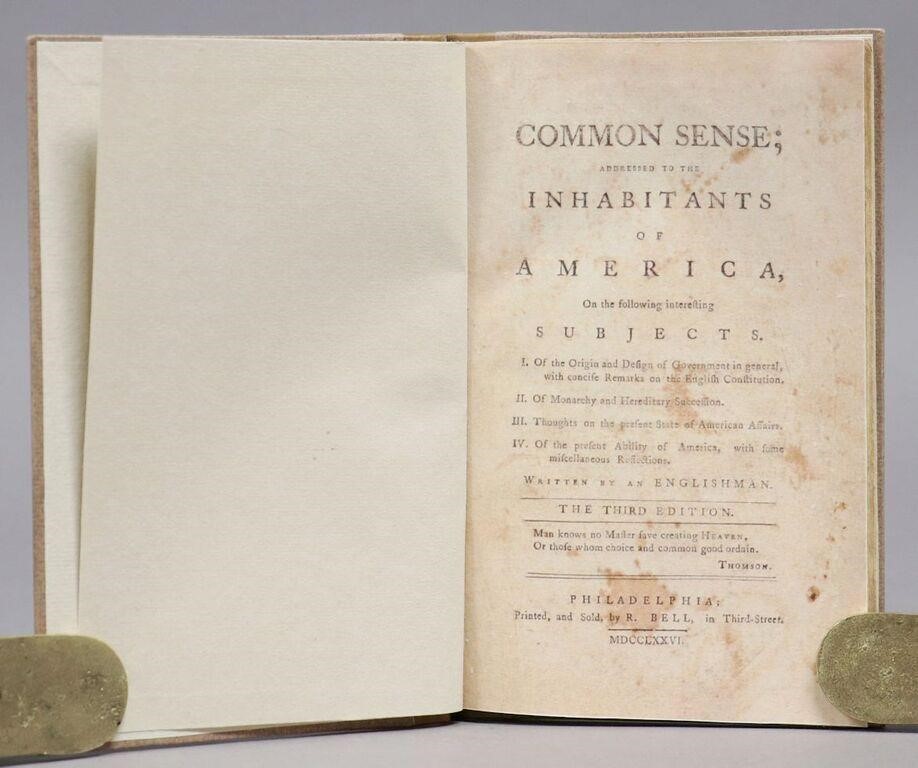 COMMON SENSE;
ADDRESSED TO THE
INHABITANTS
OF
AMERICA,
On the following intereſting
SUBJECTS.
I. Of the Origin and Deſign of Government in general,
with conciſe Remarks on the Engliſh Conſtitution.
II. Of Monarchy and Hereditary Succeſſion.
III. Thoughts on the preſent State of American Affairs.
IV. Of the preſent Ability of America, with ſome
miſcellaneous Reflections.
WRITTEN BY AN ENGLISHMAN.
THE THIRD EDITION.
Man knows no Maſter ſave creating HEAVEN,
Or thoſe whom choice and common good ordain.
THOMSON.
PHILADELPHIA;
Printed, and Sold, by R. BELL, in Third-Street.
MDCCLXXVI.